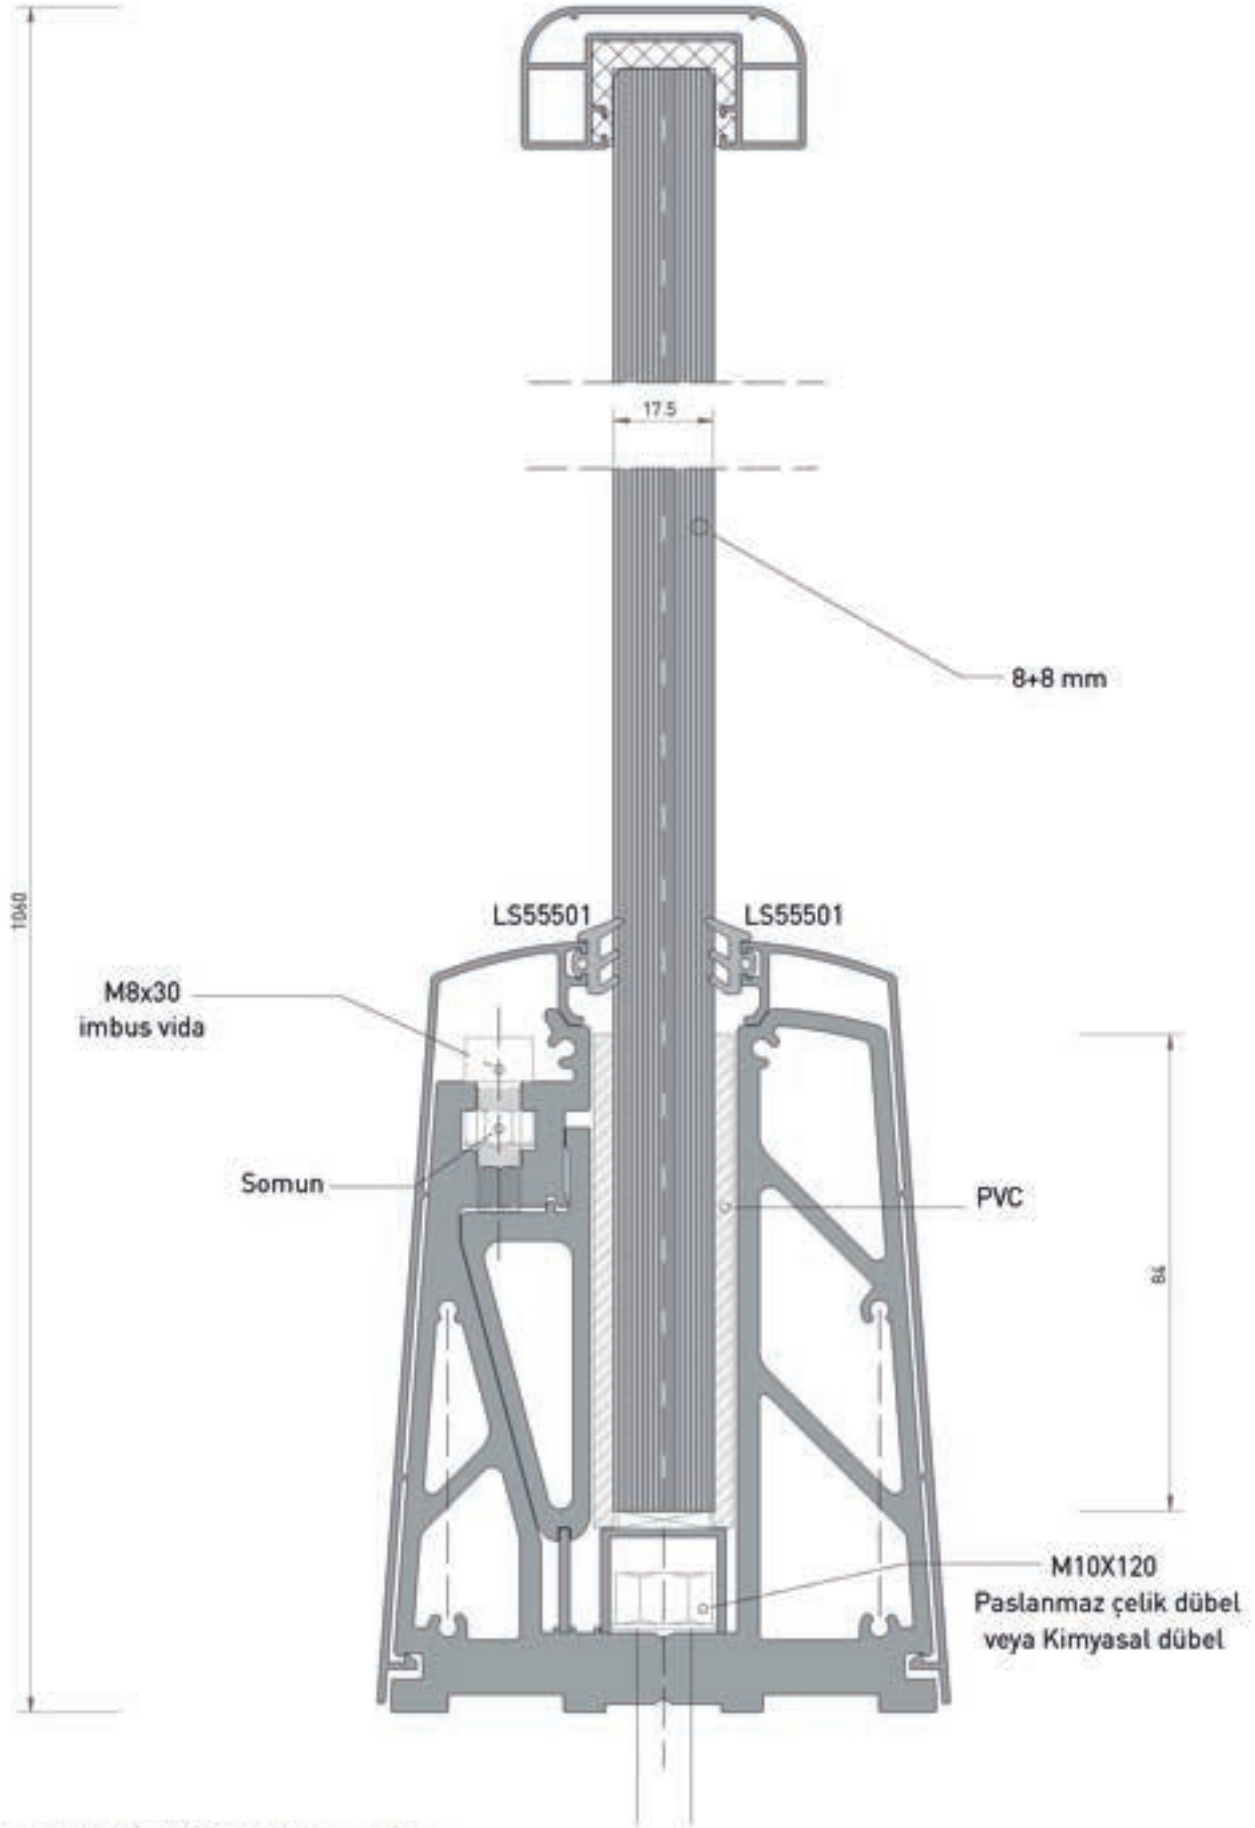 17.5
8+8 mm
1060
LS55501
LS55501
M8x30
imbus vida
Somun
PVC
84
M10X120
Paslanmaz çelik dübel
veya Kimyasal dübel